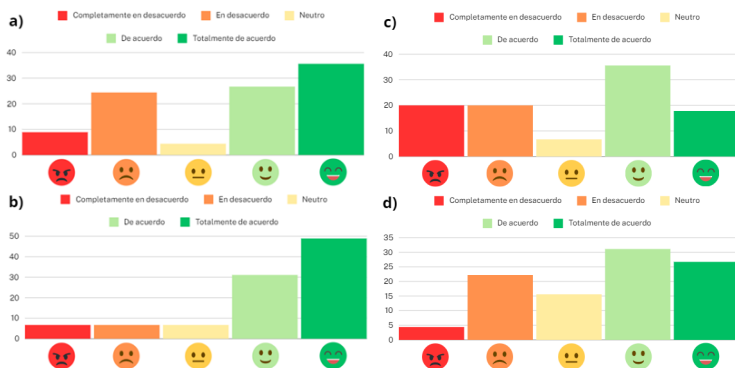 a)
Completamente en desacuerdo En desacuerdo Neutro
De acuerdo Totalmente de acuerdo
40
30
20
10
0
c)
Completamente en desacuerdo En desacuerdo Neutro
De acuerdo Totalmente de acuerdo
40
30
20
10
0
b)
Completamente en desacuerdo En desacuerdo Neutro
De acuerdo Totalmente de acuerdo
50
40
30
20
10
0
d)
Completamente en desacuerdo En desacuerdo Neutro
De acuerdo Totalmente de acuerdo
35
30
25
20
15
10
5
0